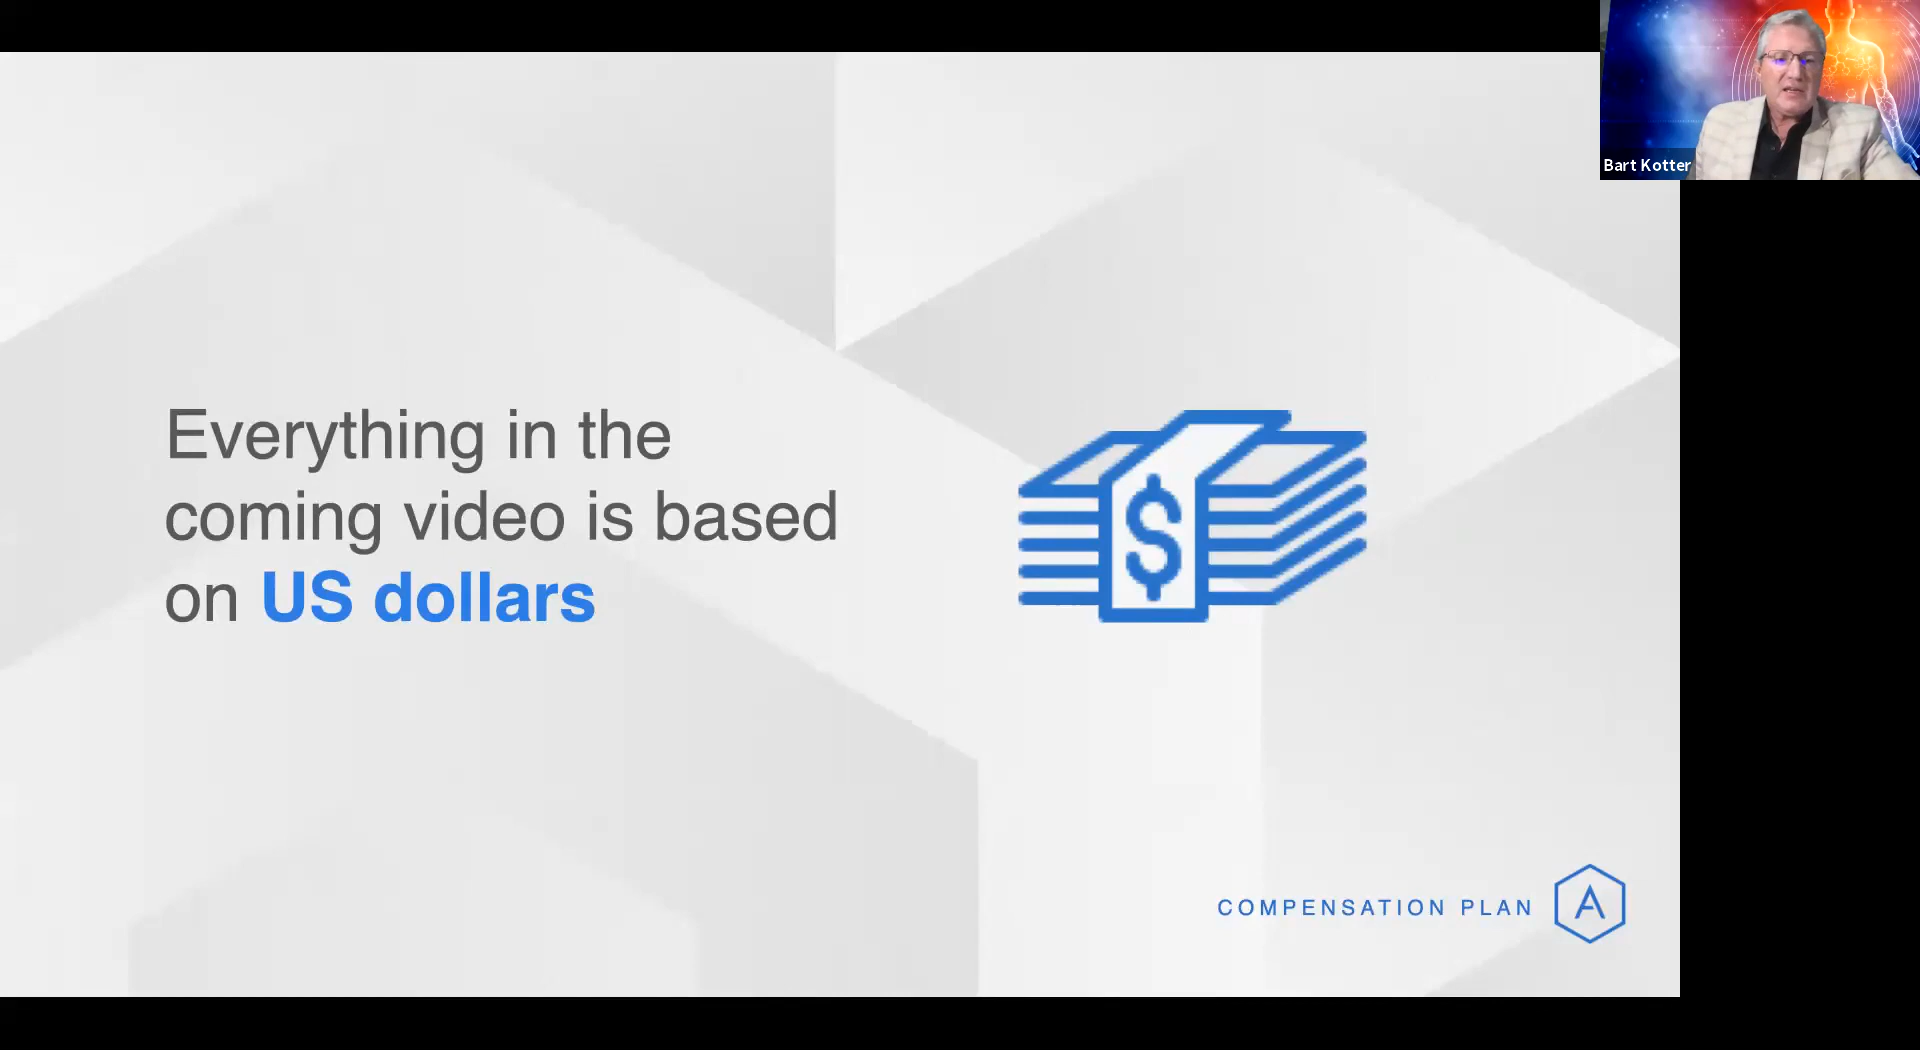 Bart Kotter
Everything in the
coming video is based
on US dollars
$
COMPENSATION PLAN
A